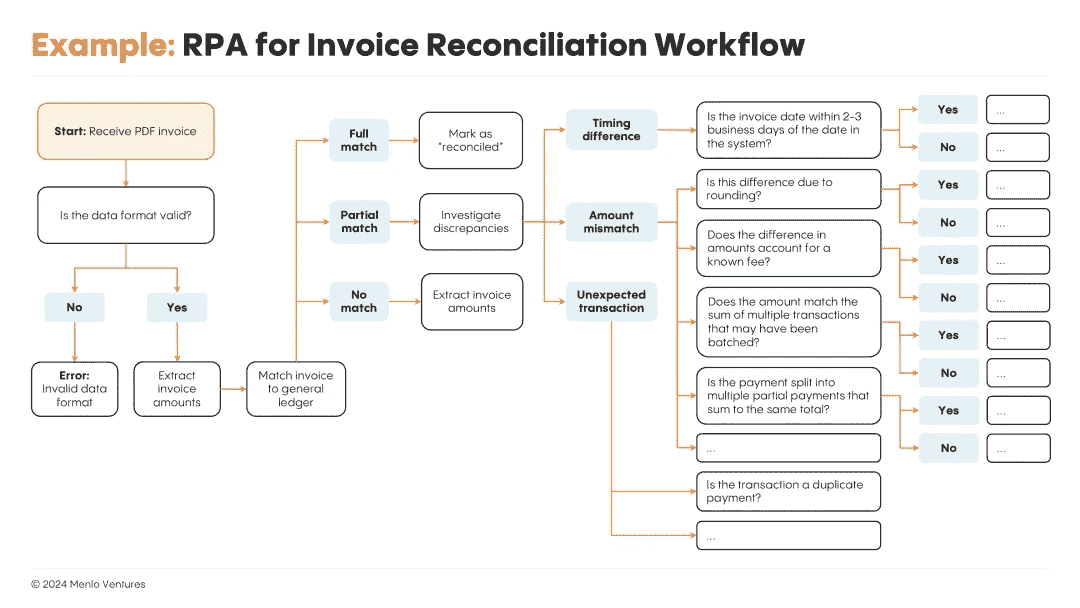 Example: RPA for Invoice Reconciliation Workflow
Start: Receive PDF invoice
Is the data format valid?
No
Yes
Error:
Invalid data
format
Extract
invoice
amounts
Match invoice
to general
ledger
Full
match
Mark as
"reconciled"
Partial
match
Investigate
discrepancies
No
match
Extract invoice
amounts
Timing
difference
Amount
mismatch
Unexpected
transaction
Is the invoice date within 2-3
business days of the date in
the system?
Yes
...
No
...
Is this difference due to
rounding?
Yes
...
No
...
Does the difference in
amounts account for a
known fee?
Yes
...
No
...
Does the amount match the
sum of multiple transactions
that may have been
batched?
Yes
...
No
...
Is the payment split into
multiple partial payments that
sum to the same total?
Yes
...
No
...
...
Is the transaction a duplicate
payment?
...
© 2024 Menlo Ventures